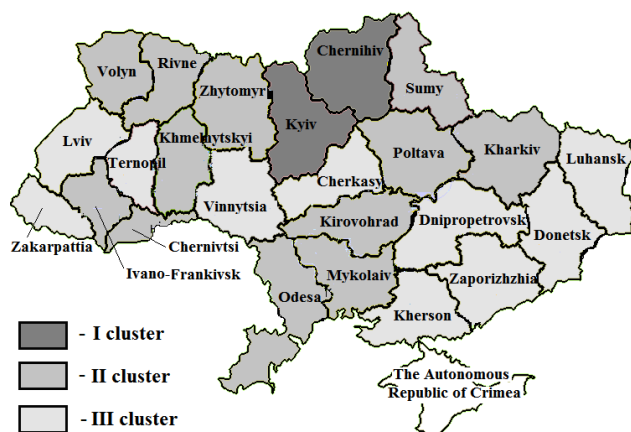 Chernihiv
Volyn
Rivne
Zhytomyr
Sumy
Kyiv
Lviv
Khmelnytskyi
Ternopil
Poltava
Kharkiv
Luhansk
Cherkasy
Vinnytsia
Kirovohrad
Dnipropetrovsk
Zakarpattia
Chernivtsi
Donetsk
Ivano-Frankivsk
Mykolaiv
Zaporizhzhia
Odesa
Kherson
- I cluster
- II cluster
- III cluster
The Autonomous
Republic of Crimea